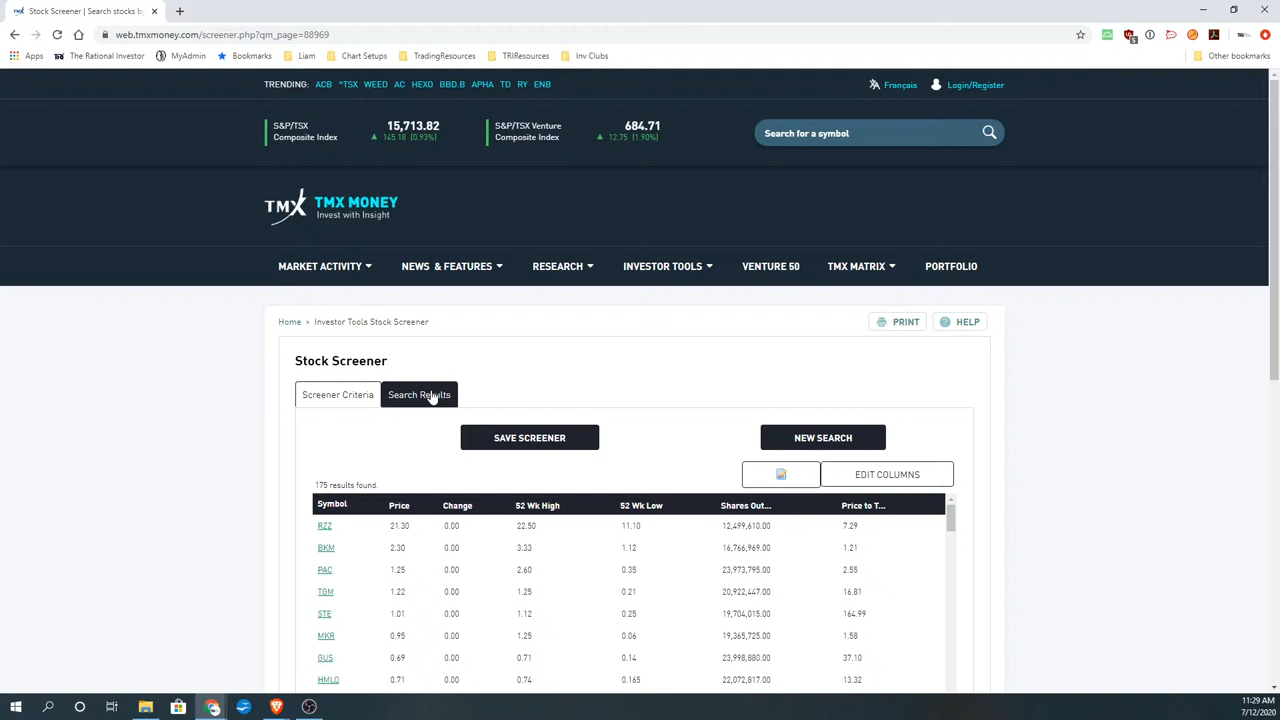 Stock Screener | Search stocks b
web.tmxmoney.com/screener.php?qm_page=88969
Apps The Rational Investor MyAdmin Bookmarks Liam Chart Setups TradingResources TRIResources Inv Clubs Other bookmarks
TRENDING: ACB ^TSX WEED AC HEXO BBD.B APHA TD RY ENB
Français Login/Register
S&P/TSX 15,713.82 S&P/TSX Venture 684.71
Composite Index 145.18 (0.93%) Composite Index 12.75 (1.90%)
Search for a symbol
TMX TMX MONEY
Invest with Insight
MARKET ACTIVITY NEWS & FEATURES RESEARCH INVESTOR TOOLS VENTURE 50 TMX MATRIX PORTFOLIO
Home > Investor Tools Stock Screener PRINT HELP
Stock Screener
Screener Criteria Search Results
SAVE SCREENER NEW SEARCH
EDIT COLUMNS
175 results found.
Symbol Price Change 52 Wk High 52 Wk Low Shares Out... Price to T...
RZZ 21.30 0.00 22.50 11.10 12,499,610.00 7.29
BKM 2.30 0.00 3.33 1.12 16,766,969.00 1.21
PAC 1.25 0.00 2.60 0.35 23,973,795.00 2.55
TGM 1.22 0.00 1.25 0.21 20,922,447.00 16.81
STE 1.01 0.00 1.12 0.25 19,704,015.00 164.99
MKR 0.95 0.00 1.25 0.06 19,365,725.00 1.58
GUS 0.69 0.00 0.71 0.14 23,998,880.00 37.10
HMLO 0.71 0.00 0.74 0.165 22,072,817.00 13.32
11:29 AM
7/12/2020